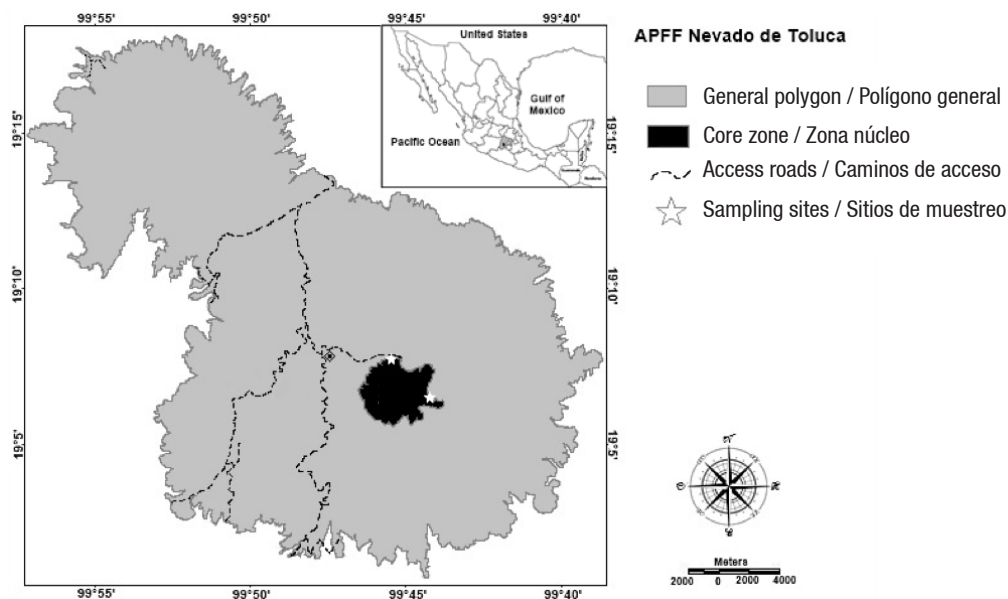 99°55' 99°50' 99°45' 99°40'
United States
Gulf of
Mexico
Pacific Ocean
19°15' 19°15'
19°10' 19°10'
19°5' 19°5'
99°55' 99°50' 99°45' 99°40'
APFF Nevado de Toluca
General polygon / Polígono general
Core zone / Zona núcleo
Access roads / Caminos de acceso
Sampling sites / Sitios de muestreo
Meters
2000 0 2000 4000